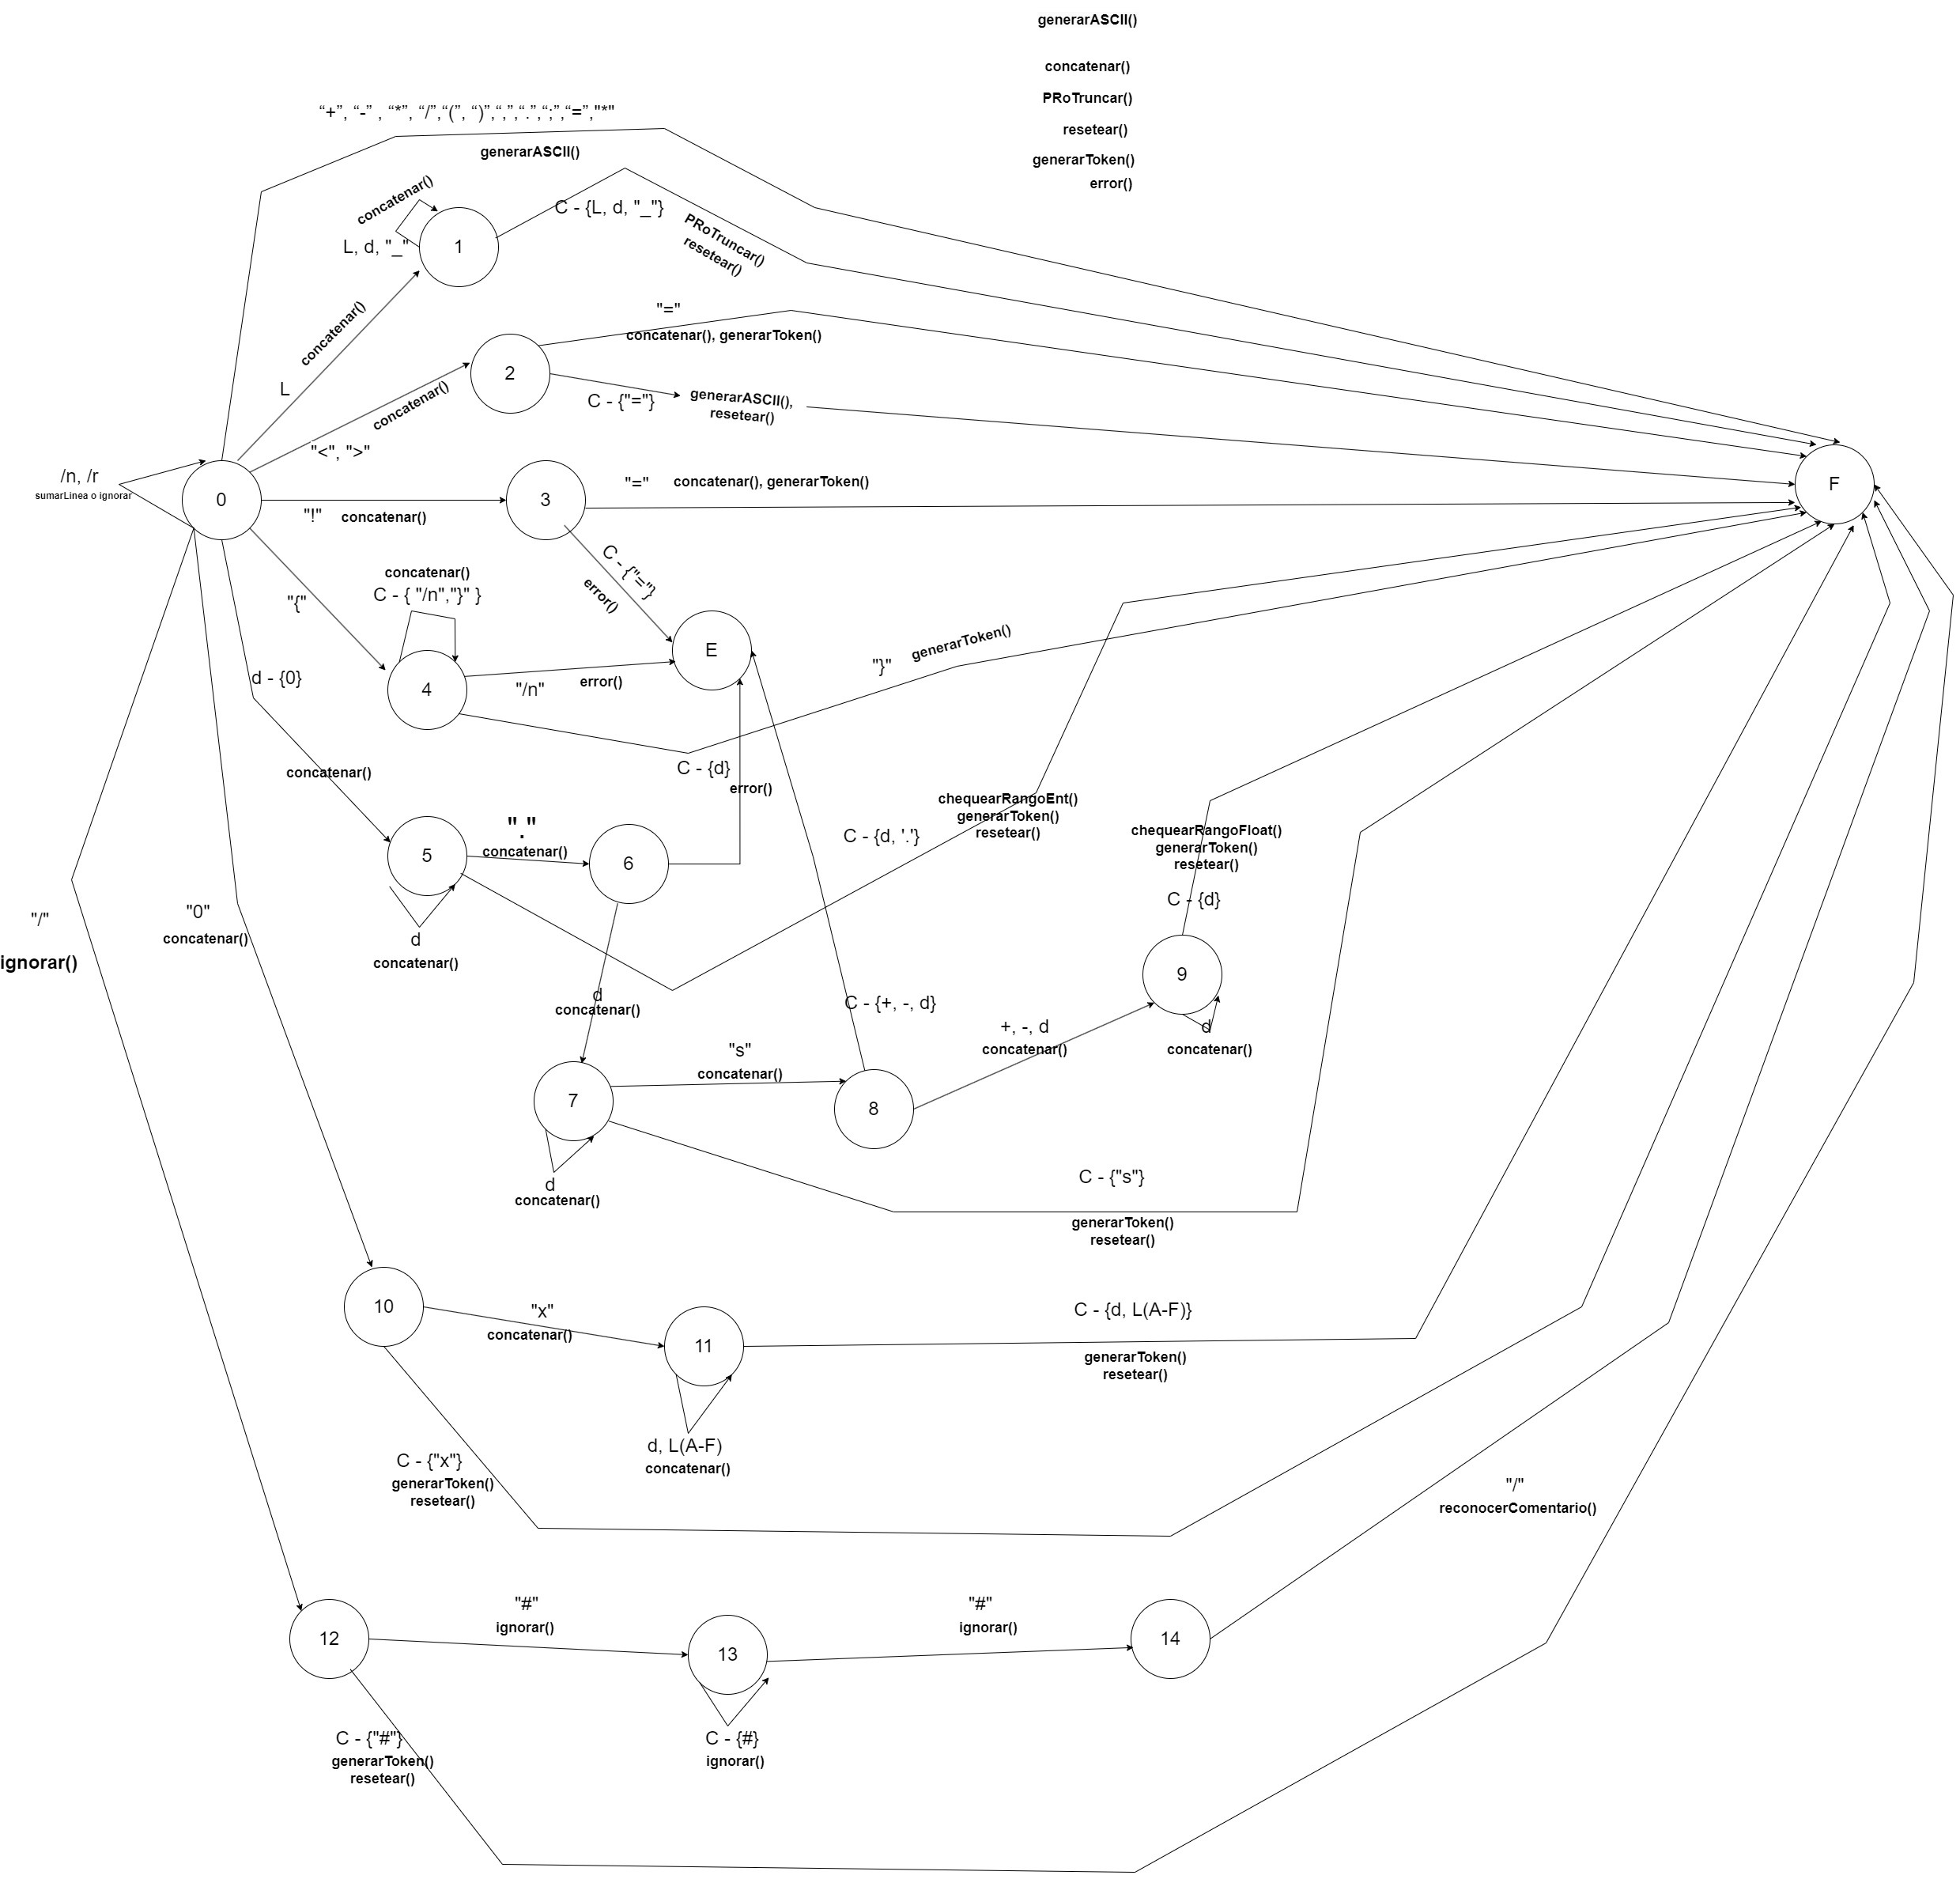 generarASCII()
concatenar()
PRoTruncar()
resetear()
generarToken()
error()
“+”, “-” , “*”, “/”,“(”, “)”,“,”,“.”,“;”,“=”,"*"
generarASCII()
concatenar()
L, d, "_"
1
C - {L, d, "_"}
PRoTruncar()
resetear()
concatenar()
L
"="
concatenar(), generarToken()
2
C - {"="}
generarASCII(),
resetear()
concatenar()
"<", ">"
/n, /r
sumarLinea o ignorar
0
3
"="
concatenar(), generarToken()
F
"!"
concatenar()
C - {"="}
error()
concatenar()
C - { "/n","}" }
"{"
E
generarToken()
"}"
4
"/n"
error()
d - {0}
C - {d}
error()
concatenar()
chequearRangoEnt()
generarToken()
resetear()
C - {d, '.'}
chequearRangoFloat()
generarToken()
resetear()
C - {d}
5
"."
concatenar()
6
"/"
ignorar()
"0"
concatenar()
d
concatenar()
9
d
concatenar()
C - {+, -, d}
+, -, d
concatenar()
d
concatenar()
"s"
concatenar()
7
8
d
concatenar()
C - {"s"}
generarToken()
resetear()
10
"x"
concatenar()
11
C - {d, L(A-F)}
generarToken()
resetear()
d, L(A-F)
concatenar()
C - {"x"}
generarToken()
resetear()
"/"
reconocerComentario()
12
"#"
ignorar()
13
"#"
ignorar()
14
C - {"#"}
generarToken()
resetear()
C - {#}
ignorar()